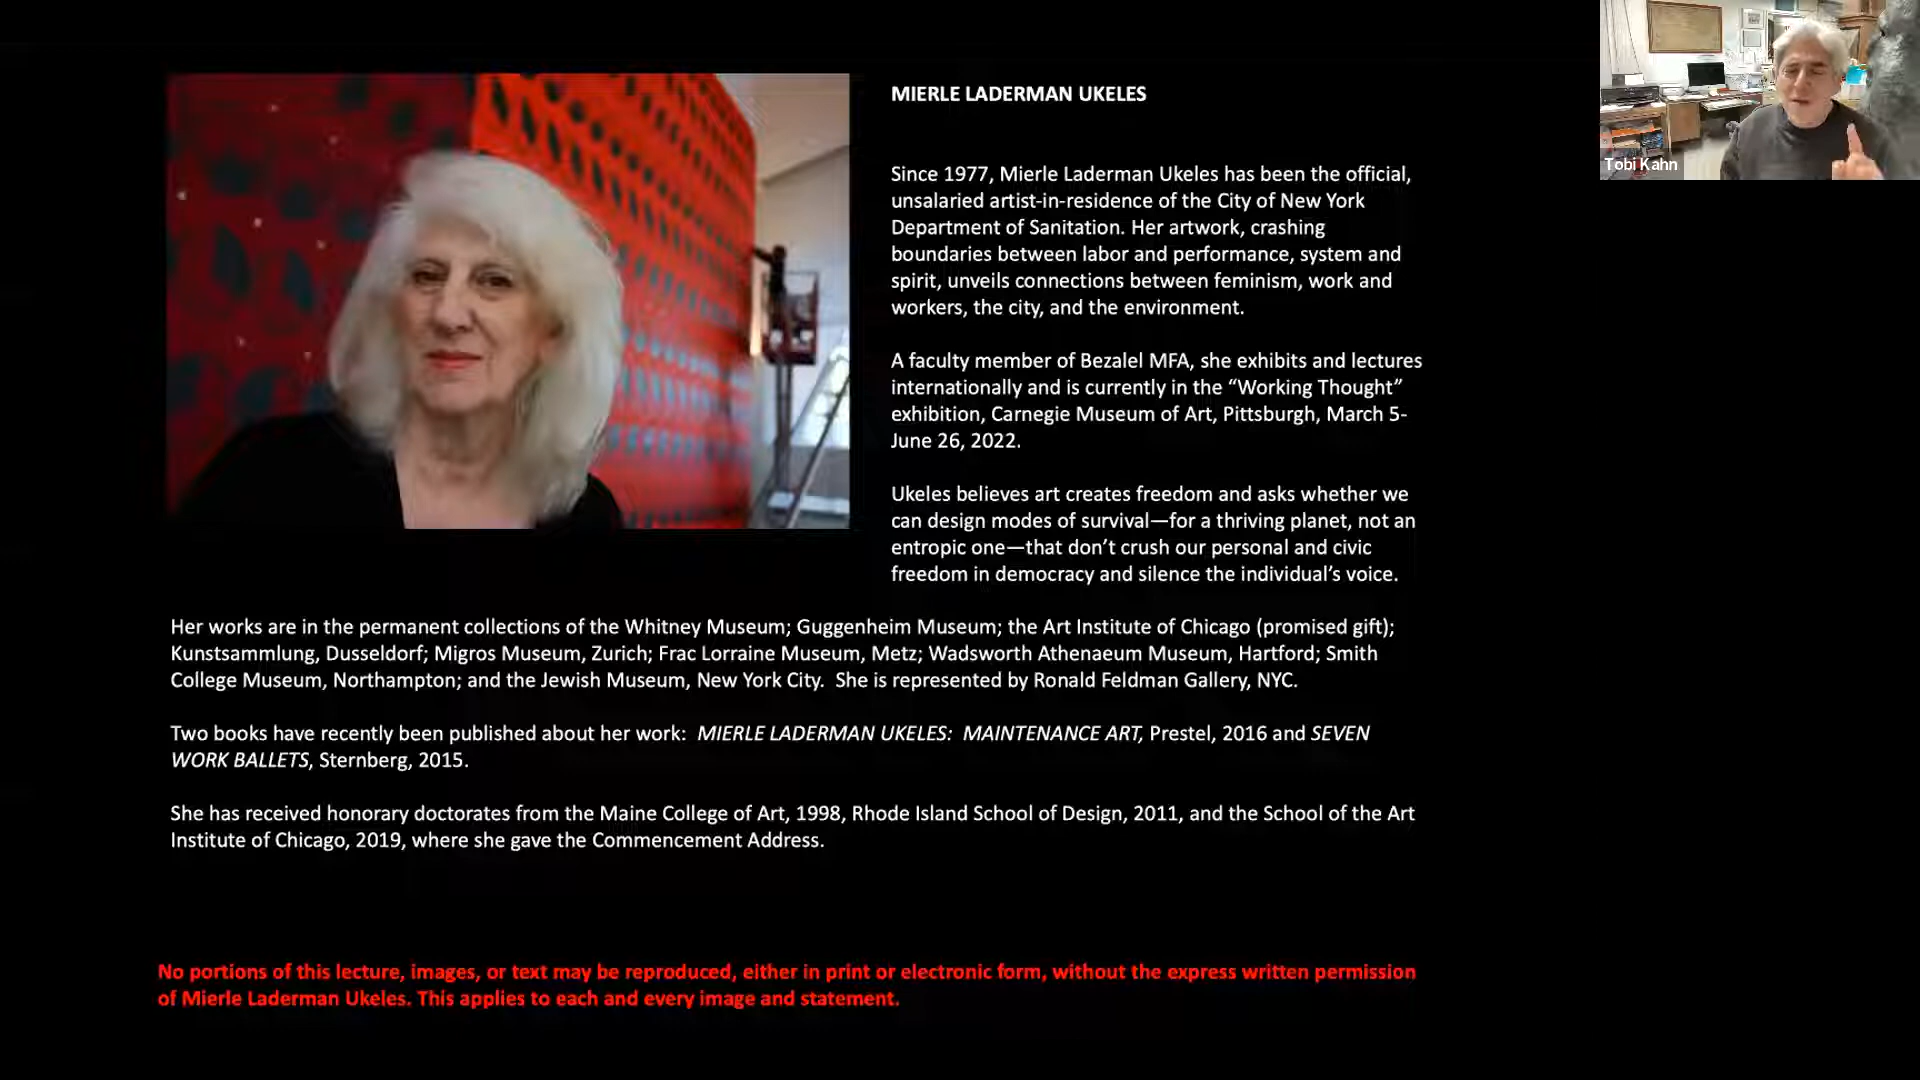 MIERLE LADERMAN UKELES
Since 1977, Mierle Laderman Ukeles has been the official,
unsalaried artist-in-residence of the City of New York
Department of Sanitation. Her artwork, crashing
boundaries between labor and performance, system and
spirit, unveils connections between feminism, work and
workers, the city, and the environment.
A faculty member of Bezalel MFA, she exhibits and lectures
internationally and is currently in the “Working Thought”
exhibition, Carnegie Museum of Art, Pittsburgh, March 5-
June 26, 2022.
Ukeles believes art creates freedom and asks whether we
can design modes of survival—for a thriving planet, not an
entropic one—that don’t crush our personal and civic
freedom in democracy and silence the individual’s voice.
Her works are in the permanent collections of the Whitney Museum; Guggenheim Museum; the Art Institute of Chicago (promised gift);
Kunstsammlung, Dusseldorf; Migros Museum, Zurich; Frac Lorraine Museum, Metz; Wadsworth Athenaeum Museum, Hartford; Smith
College Museum, Northampton; and the Jewish Museum, New York City.  She is represented by Ronald Feldman Gallery, NYC.
Two books have recently been published about her work:  MIERLE LADERMAN UKELES:  MAINTENANCE ART, Prestel, 2016 and SEVEN
WORK BALLETS, Sternberg, 2015.
She has received honorary doctorates from the Maine College of Art, 1998, Rhode Island School of Design, 2011, and the School of the Art
Institute of Chicago, 2019, where she gave the Commencement Address.
No portions of this lecture, images, or text may be reproduced, either in print or electronic form, without the express written permission
of Mierle Laderman Ukeles. This applies to each and every image and statement.
Tobi Kahn